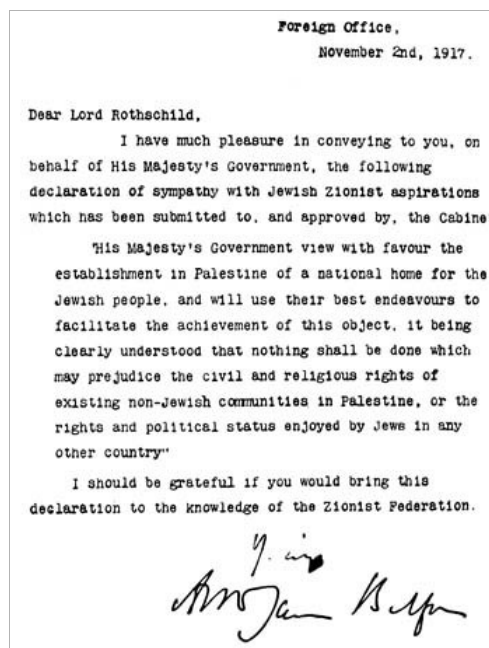 Foreign Office,
November 2nd, 1917.
Dear Lord Rothschild,
I have much pleasure in conveying to you, on
behalf of His Majesty's Government, the following
declaration of sympathy with Jewish Zionist aspirations
which has been submitted to, and approved by, the Cabine
"His Majesty's Government view with favour the
establishment in Palestine of a national home for the
Jewish people, and will use their best endeavours to
facilitate the achievement of this object, it being
clearly understood that nothing shall be done which
may prejudice the civil and religious rights of
existing non-Jewish communities in Palestine, or the
rights and political status enjoyed by Jews in any
other country"
I should be grateful if you would bring this
declaration to the knowledge of the Zionist Federation.
Arthur James Balfour